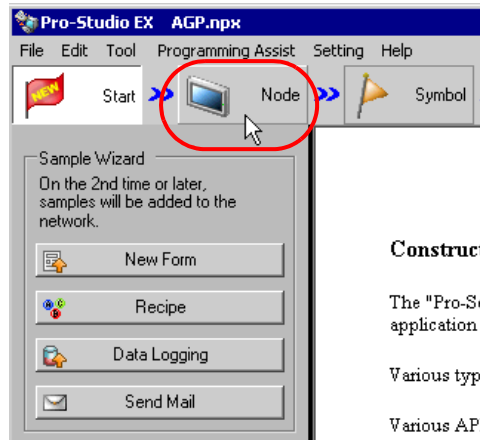 Pro-Studio EX AGP.npx
File Edit Tool Programming Assist Setting Help
NEW Start Node Symbol
Sample Wizard
On the 2nd time or later,
samples will be added to the
network.
New Form
Recipe
Data Logging
Send Mail
Construc
The "Pro-S
application
Various typ
Various AP